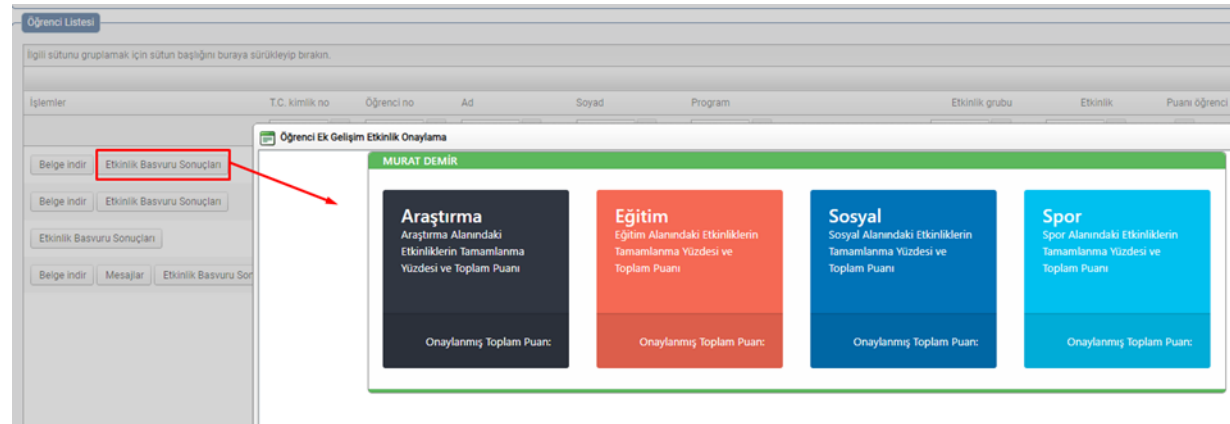 Öğrenci Listesi
İlgili sütunu gruplamak için sütun başlığını buraya sürükleyip bırakın.
İşlemler T.C. kimlik no Öğrenci no Ad Soyad Program Etkinlik grubu Etkinlik Puanı öğrenci
Öğrenci Ek Gelişim Etkinlik Onaylama
MURAT DEMİR
Belge indir Etkinlik Basvuru Sonuçları
Belge indir Etkinlik Basvuru Sonuçları
Etkinlik Basvuru Sonuçları
Belge indir Mesajlar Etkinlik Basvuru Son
Araştırma
Araştırma Alanındaki
Etkinliklerin Tamamlanma
Yüzdesi ve Toplam Puanı
Onaylanmış Toplam Puan:
Eğitim
Eğitim Alanındaki Etkinliklerin
Tamamlanma Yüzdesi ve
Toplam Puanı
Onaylanmış Toplam Puan:
Sosyal
Sosyal Alanındaki Etkinliklerin
Tamamlanma Yüzdesi ve
Toplam Puanı
Onaylanmış Toplam Puan:
Spor
Spor Alanındaki Etkinliklerin
Tamamlanma Yüzdesi ve
Toplam Puanı
Onaylanmış Toplam Puan: